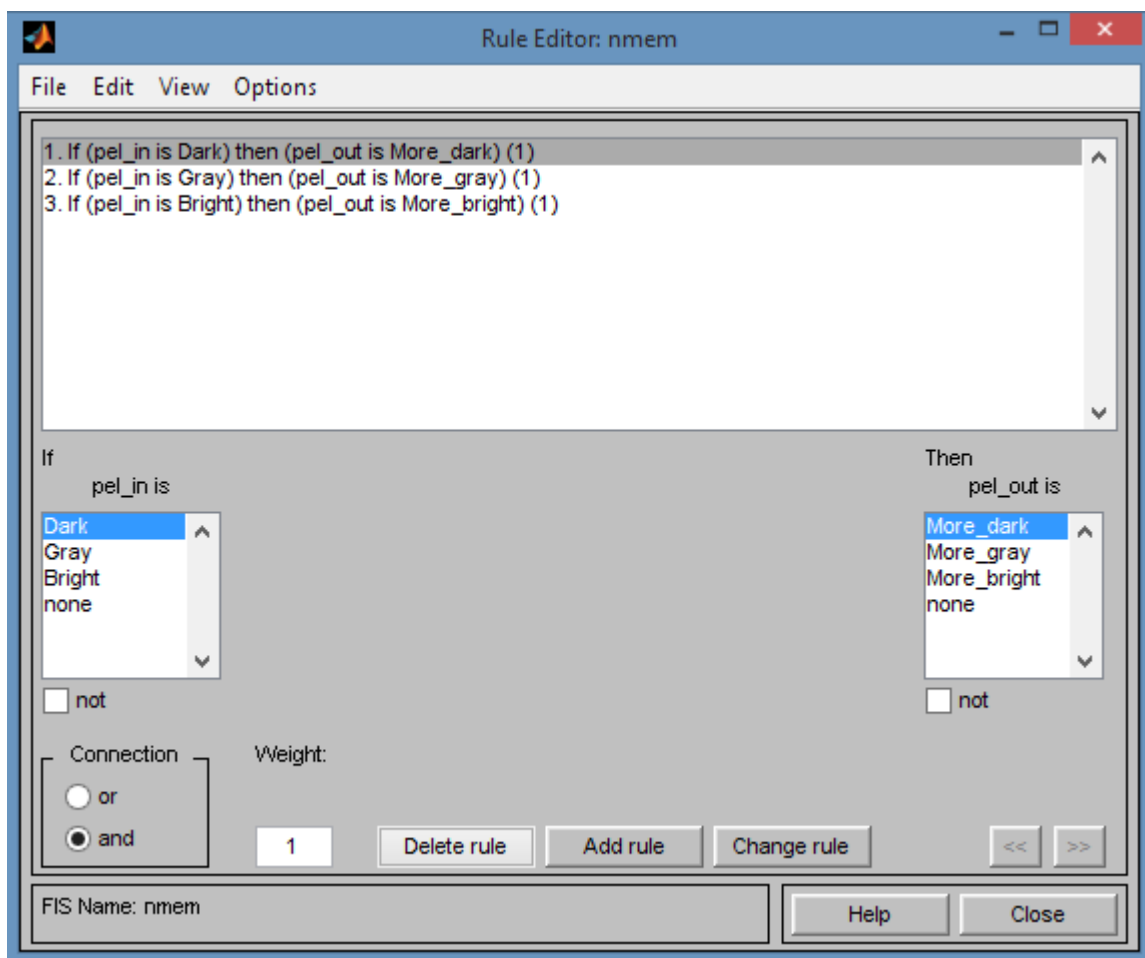 Rule Editor: nmem
File Edit View Options
1. If (pel_in is Dark) then (pel_out is More_dark) (1)
2. If (pel_in is Gray) then (pel_out is More_gray) (1)
3. If (pel_in is Bright) then (pel_out is More_bright) (1)
If
pel_in is
Dark
Gray
Bright
none
not
Then
pel_out is
More_dark
More_gray
More_bright
none
not
Connection
or
and
Weight:
1
Delete rule
Add rule
Change rule
<<
>>
FIS Name: nmem
Help
Close